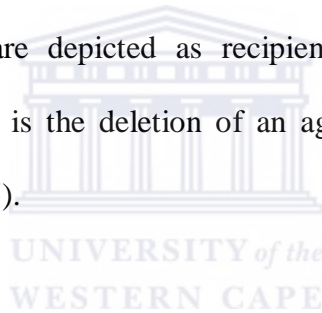 are depicted as recipien
is the deletion of an ag
).
UNIVERSITY of the
WESTERN CAPE